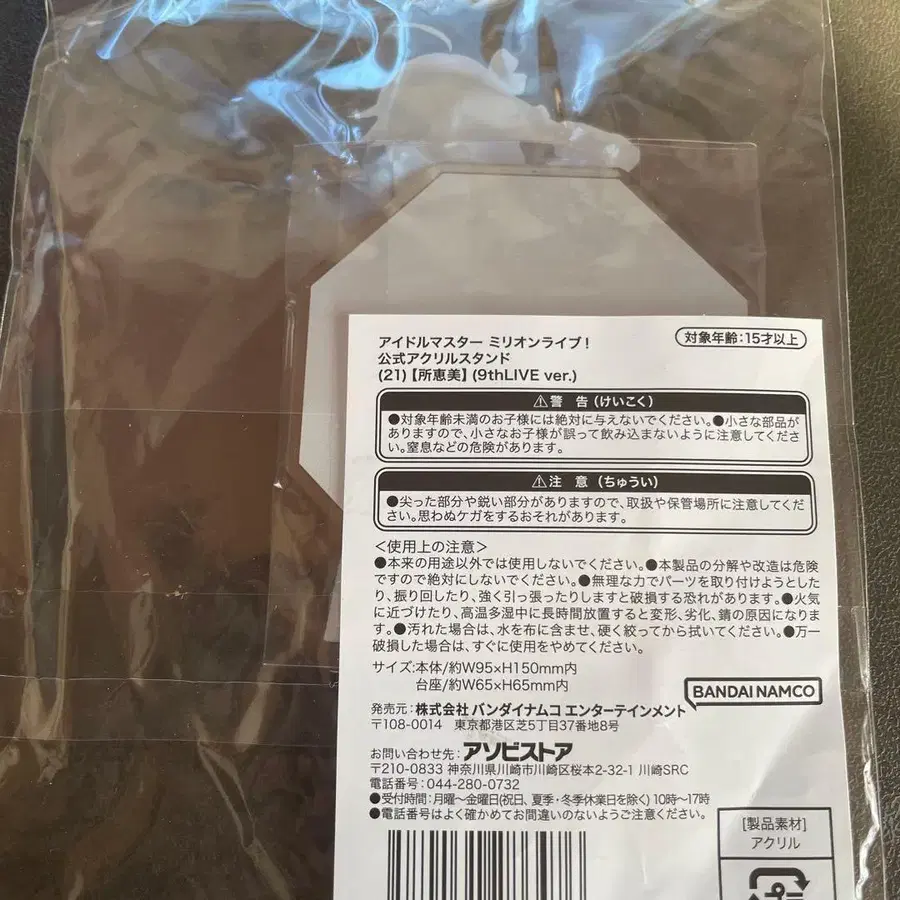 アイドルマスター ミリオンライブ！
対象年齢：15才以上
公式アクリルスタンド
(21)【所恵美】(9thLIVE ver.)
⚠警 告（けいこく）
●対象年齢未満のお子様には絶対に与えないでください。●小さな部品が
ありますので、小さなお子様が誤って飲み込まないように注意してくださ
い。窒息などの危険があります。
⚠注 意（ちゅうい）
●尖った部分や鋭い部分がありますので、取扱や保管場所に注意してくだ
さい。思わぬケガをするおそれがあります。
＜使用上の注意＞
●本来の用途以外では使用しないでください。●本製品の分解や改造は危険
ですので絶対にしないでください。●無理な力でパーツを取り付けようとし
たり、振り回したり、強く引っ張ったりしますと破損する恐れがあります。●火気
に近づけたり、高温多湿中に長時間放置すると変形、劣化、錆の原因になりま
す。●汚れた場合は、水を布に含ませ、硬く絞ってから拭いてください。●万一
破損した場合は、すぐに使用をやめてください。
サイズ：本体/約W95×H150mm内
台座/約W65×H65mm内
BANDAI NAMCO
発売元：株式会社 バンダイナムコ エンターテインメント
〒108-0014 東京都港区芝5丁目37番地8号
お問い合わせ先：アソビストア
〒210-0833 神奈川県川崎市川崎区桜本2-32-1 川崎SRC
電話番号：044-280-0732
●受付時間：月曜〜金曜日(祝日、夏季・冬季休業日を除く) 10時〜17時
●電話番号はよく確かめてお間違いのないようご注意ください。
[製品素材]
アクリル